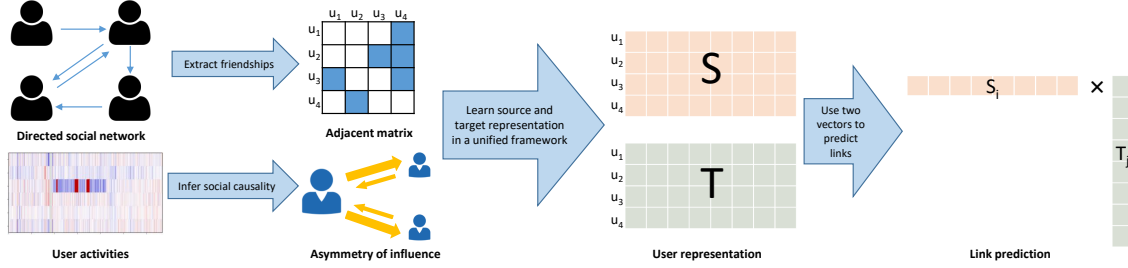 Directed social network
User activities
Extract friendships
Infer social causality
u1 u2 u3 u4
u1
u2
u3
u4
Adjacent matrix
Asymmetry of influence
Learn source and
target representation
in a unified framework
u1
u2
u3
u4
S
u1
u2
u3
u4
T
User representation
Use two
vectors to
predict
links
Si
×
Tj
Link prediction